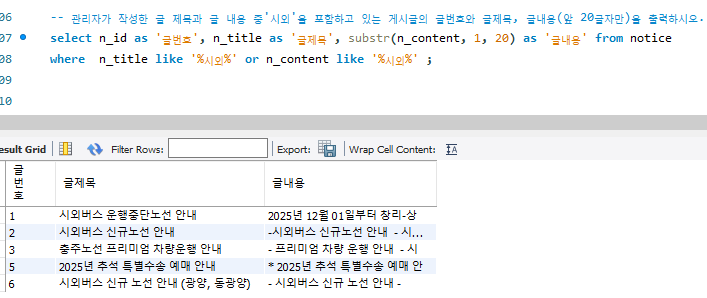 06 -- 관리자가 작성한 글 제목과 글 내용 중'시외'을 포함하고 있는 게시글의 글번호와 글제목, 글내용(앞 20글자만)을 출력하시오.
07 select n_id as '글번호', n_title as '글제목', substr(n_content, 1, 20) as '글내용' from notice
08 where n_title like '%시외%' or n_content like '%시외%' ;
09
10
esult Grid Filter Rows: Export: Wrap Cell Content: IA
글번호 글제목 글내용
1 시외버스 운행중단노선 안내 2025년 12월 01일부터 창리-상
2 시외버스 신규노선 안내 -시외버스 신규노선 안내 - 시...
3 충주노선 프리미엄 차량운행 안내 - 프리미엄 차량 운행 안내 - 시
5 2025년 추석 특별수송 예매 안내 * 2025년 추석 특별수송 예매 안
6 시외버스 신규 노선 안내 (광양, 동광양) - 시외버스 신규 노선 안내 -